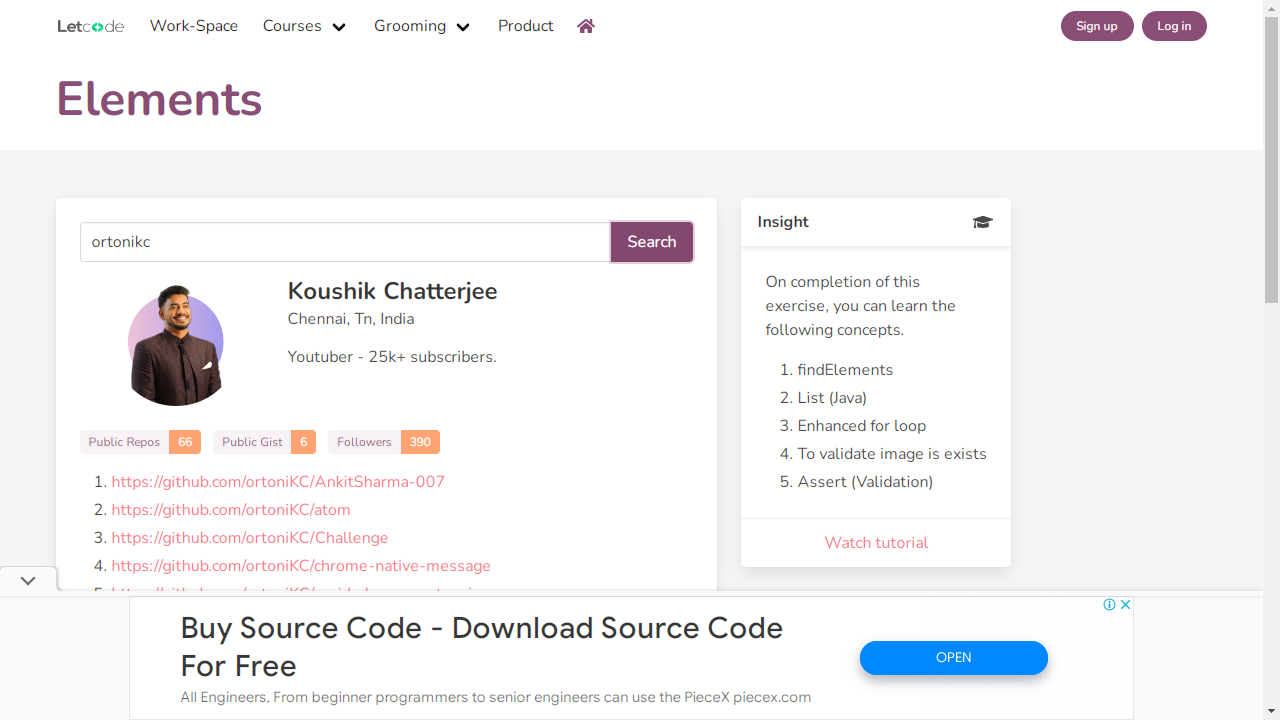 Letcode
Work-Space
Courses
Grooming
Product
Sign up
Log in
Elements
ortonikc
Search
Koushik Chatterjee
Chennai, Tn, India
Youtuber - 25k+ subscribers.
Public Repos 66
Public Gist 6
Followers 390
1. https://github.com/ortoniKC/AnkitSharma-007
2. https://github.com/ortoniKC/atom
3. https://github.com/ortoniKC/Challenge
4. https://github.com/ortoniKC/chrome-native-message
Insight
On completion of this
exercise, you can learn the
following concepts.
1. findElements
2. List (Java)
3. Enhanced for loop
4. To validate image is exists
5. Assert (Validation)
Watch tutorial
Buy Source Code - Download Source Code
For Free
All Engineers, From beginner programmers to senior engineers can use the PieceX piecex.com
OPEN